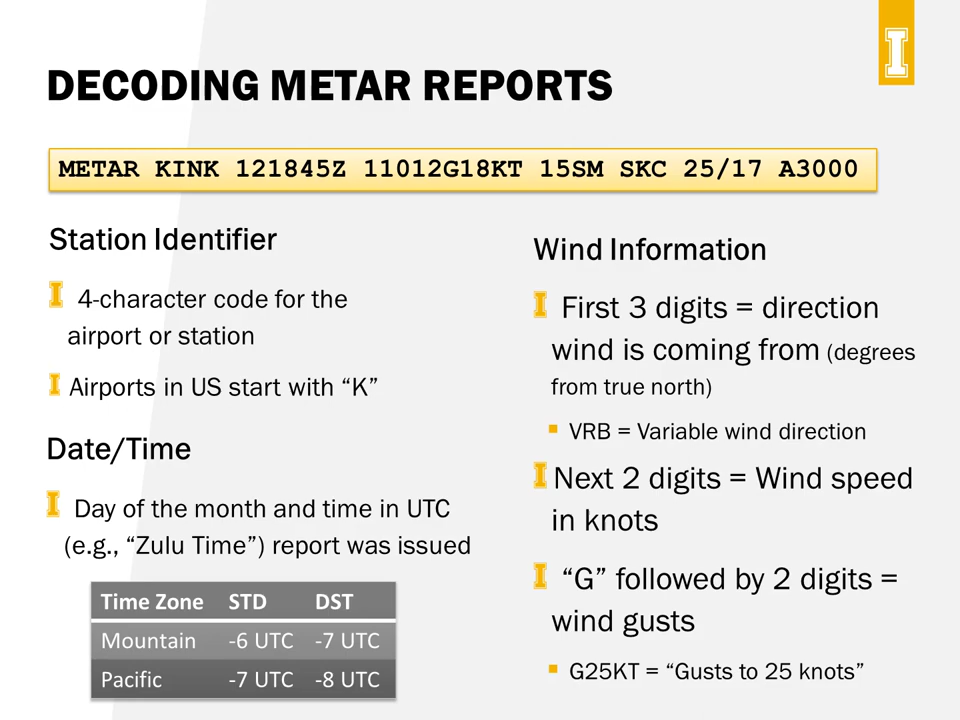 DECODING METAR REPORTS
METAR KINK 121845Z 11012G18KT 15SM SKC 25/17 A3000
Station Identifier
4-character code for the
airport or station
Airports in US start with “K”
Date/Time
Day of the month and time in UTC
(e.g., “Zulu Time”) report was issued
Time Zone STD DST
Mountain -6 UTC -7 UTC
Pacific -7 UTC -8 UTC
Wind Information
First 3 digits = direction
wind is coming from (degrees
from true north)
VRB = Variable wind direction
Next 2 digits = Wind speed
in knots
“G” followed by 2 digits =
wind gusts
G25KT = “Gusts to 25 knots”